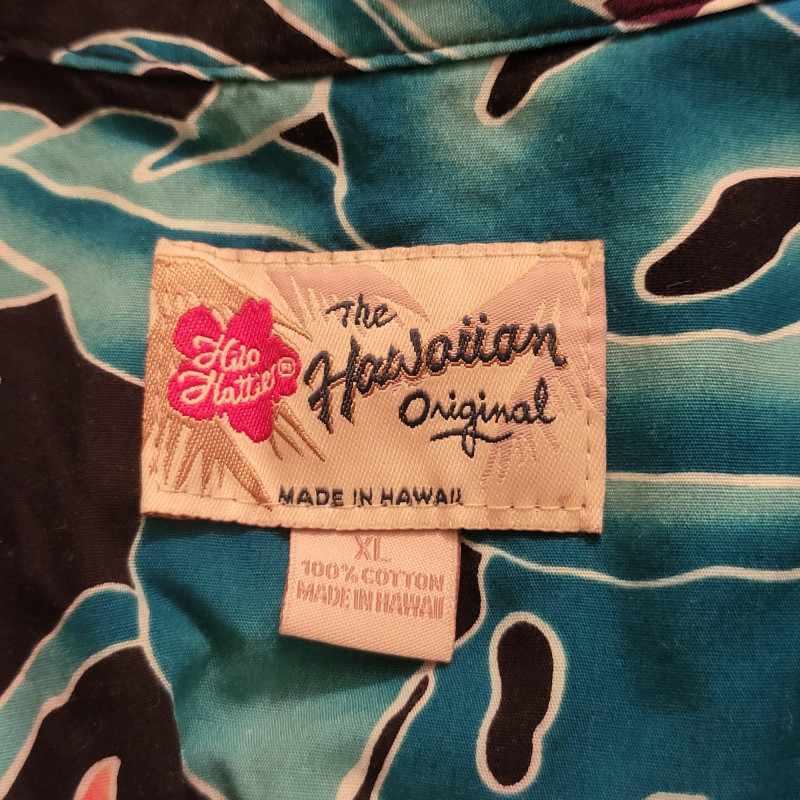 Hilo
Hattie®
The
Hawaiian
Original
MADE IN HAWAII
XL
100% COTTON
MADE IN HAWAII